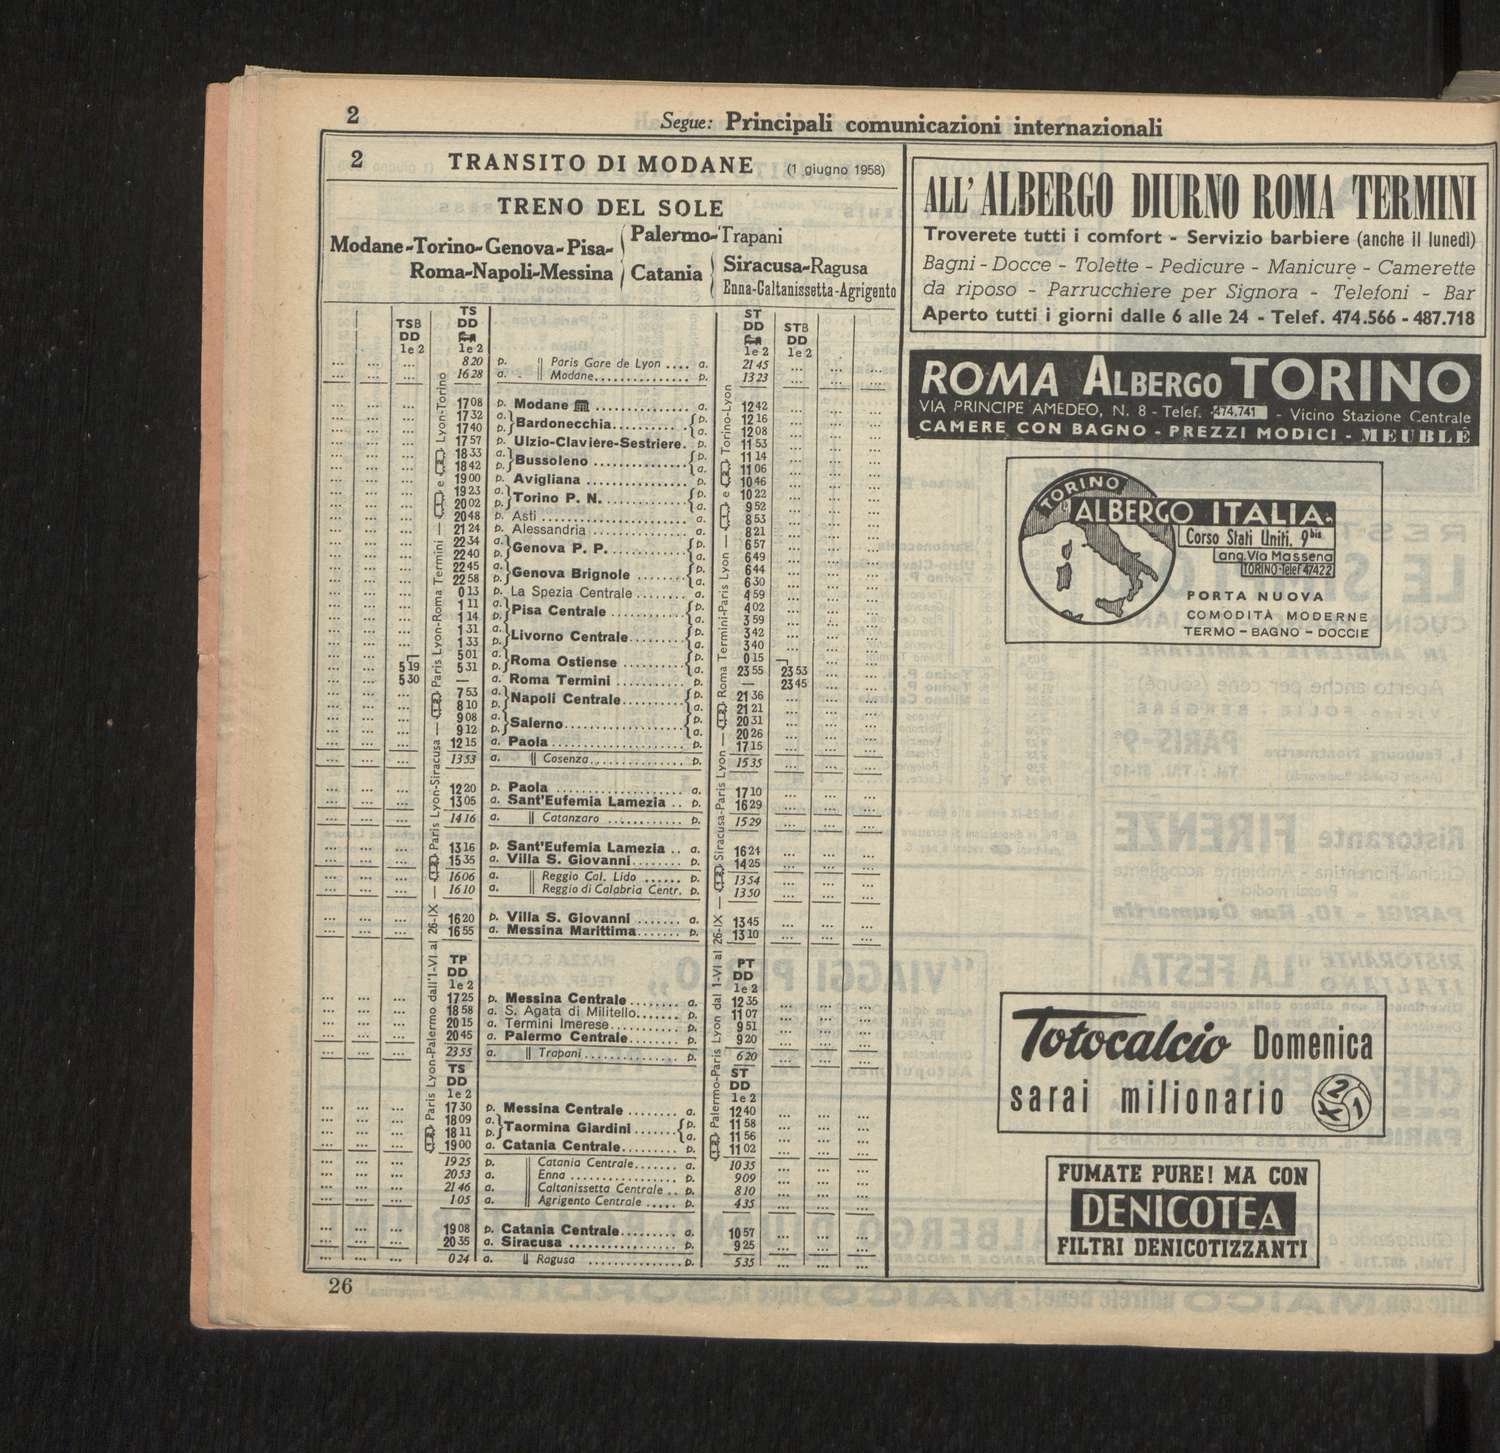 2
Segue: Principali comunicazioni internazionali
2 TRANSITO DI MODANE (1 giugno 1958)
TRENO DEL SOLE
Modane-Torino-Genova-Pisa-Roma-Napoli-Messina
Palermo-Trapani
Catania
Siracusa-Ragusa
Enna-Caltanissetta-Agrigento
TS ST
TSB DD DD STB
DD DD
1e2 1e2 1e2 1e2
8 20 p. Paris Gare de Lyon .... a. 21 45
16 28 a. Modane.............. p. 13 23
17 08 p. Modane .............. a. 12 42
17 32 a. Bardonecchia.......... p. 12 16
17 40 p. a. 12 08
17 57 p. Ulzio-Clavière-Sestriere. p. 11 53
18 33 a. Bussoleno .............. p. 11 14
18 42 p. a. 11 06
19 00 p. Avigliana ............... p. 10 46
19 23 a. Torino P. N. ............ p. 10 22
20 02 p. a. 9 52
20 48 p. Asti ..................... a. 8 53
21 24 p. Alessandria .............. a. 8 21
22 34 a. Genova P. P. ........... p. 6 57
22 40 p. a. 6 49
22 45 a. Genova Brignole ....... p. 6 44
22 58 p. a. 6 30
0 13 p. La Spezia Centrale ........ a. 4 59
1 11 a. Pisa Centrale ........... p. 4 02
1 14 p. a. 3 59
1 31 a. Livorno Centrale........ p. 3 42
1 33 p. a. 3 40
5 01 a. Roma Ostiense ......... p. 0 15
5 19 5 31 p. a. 23 55 23 53
5 30 — a. Roma Termini .......... p. — 23 45
7 53 a. Napoli Centrale......... p. 21 36
8 10 p. a. 21 21
9 08 a. Salerno.................. p. 20 31
9 12 p. a. 20 26
12 15 a. Paola .................... p. 17 15
13 53 a. Cosenza............... p. 15 35
12 20 p. Paola .................. a. 17 10
13 05 a. Sant'Eufemia Lamezia .. p. 16 29
14 16 a. Catanzaro ............ p. 15 29
13 16 p. Sant'Eufemia Lamezia .. a. 16 24
15 35 a. Villa S. Giovanni........ p. 14 25
16 06 a. Reggio Cal. Lido ...... p. 13 54
16 10 a. Reggio di Calabria Centr. p. 13 50
16 20 p. Villa S. Giovanni ........ a. 13 45
16 55 a. Messina Marittima....... p. 13 10
TP PT
DD DD
1e2 1e2
17 25 p. Messina Centrale ........ a. 12 35
18 58 a. S. Agata di Militello....... p. 11 07
20 15 a. Termini Imerese........... p. 9 51
20 45 a. Palermo Centrale........ p. 9 20
23 55 a. Trapani............... p. 6 20
TS ST
DD DD
1e2 1e2
17 30 p. Messina Centrale ........ a. 12 40
18 09 a. Taormina Giardini ....... p. 11 58
18 11 p. a. 11 56
19 00 a. Catania Centrale......... p. 11 02
19 25 p. Catania Centrale....... a. 10 35
20 53 a. Enna ................. p. 9 09
21 46 a. Caltanissetta Centrale .. p. 8 10
1 05 a. Agrigento Centrale ..... p. 4 35
19 08 p. Catania Centrale......... a. 10 57
20 35 a. Siracusa ................ p. 9 25
0 24 a. Ragusa .............. p. 5 35
Paris Lyon-Palermo dall'1-VI al 26-IX — Paris Lyon-Siracusa — Paris Lyon-Roma Termini — e Lyon-Torino
Palermo-Paris Lyon dal 1-VI al 26-IX — Siracusa-Paris Lyon — Roma Termini-Paris Lyon — e Torino-Lyon
26
ALL'ALBERGO DIURNO ROMA TERMINI
Troverete tutti i comfort - Servizio barbiere (anche il lunedì)
Bagni - Docce - Tolette - Pedicure - Manicure - Camerette
da riposo - Parrucchiere per Signora - Telefoni - Bar
Aperto tutti i giorni dalle 6 alle 24 - Telef. 474.566 - 487.718
ROMA ALBERGO TORINO
VIA PRINCIPE AMEDEO, N. 8 - Telef. 474.741 - Vicino Stazione Centrale
CAMERE CON BAGNO - PREZZI MODICI - MEUBLÉ
TORINO
ALBERGO ITALIA.
Corso Stati Uniti. 9bis
ang.Via Massena
TORINO-Telef 47422
PORTA NUOVA
COMODITÀ MODERNE
TERMO - BAGNO - DOCCIE
Totocalcio Domenica
sarai milionario
1 X 2
FUMATE PURE! MA CON
DENICOTEA
FILTRI DENICOTIZZANTI